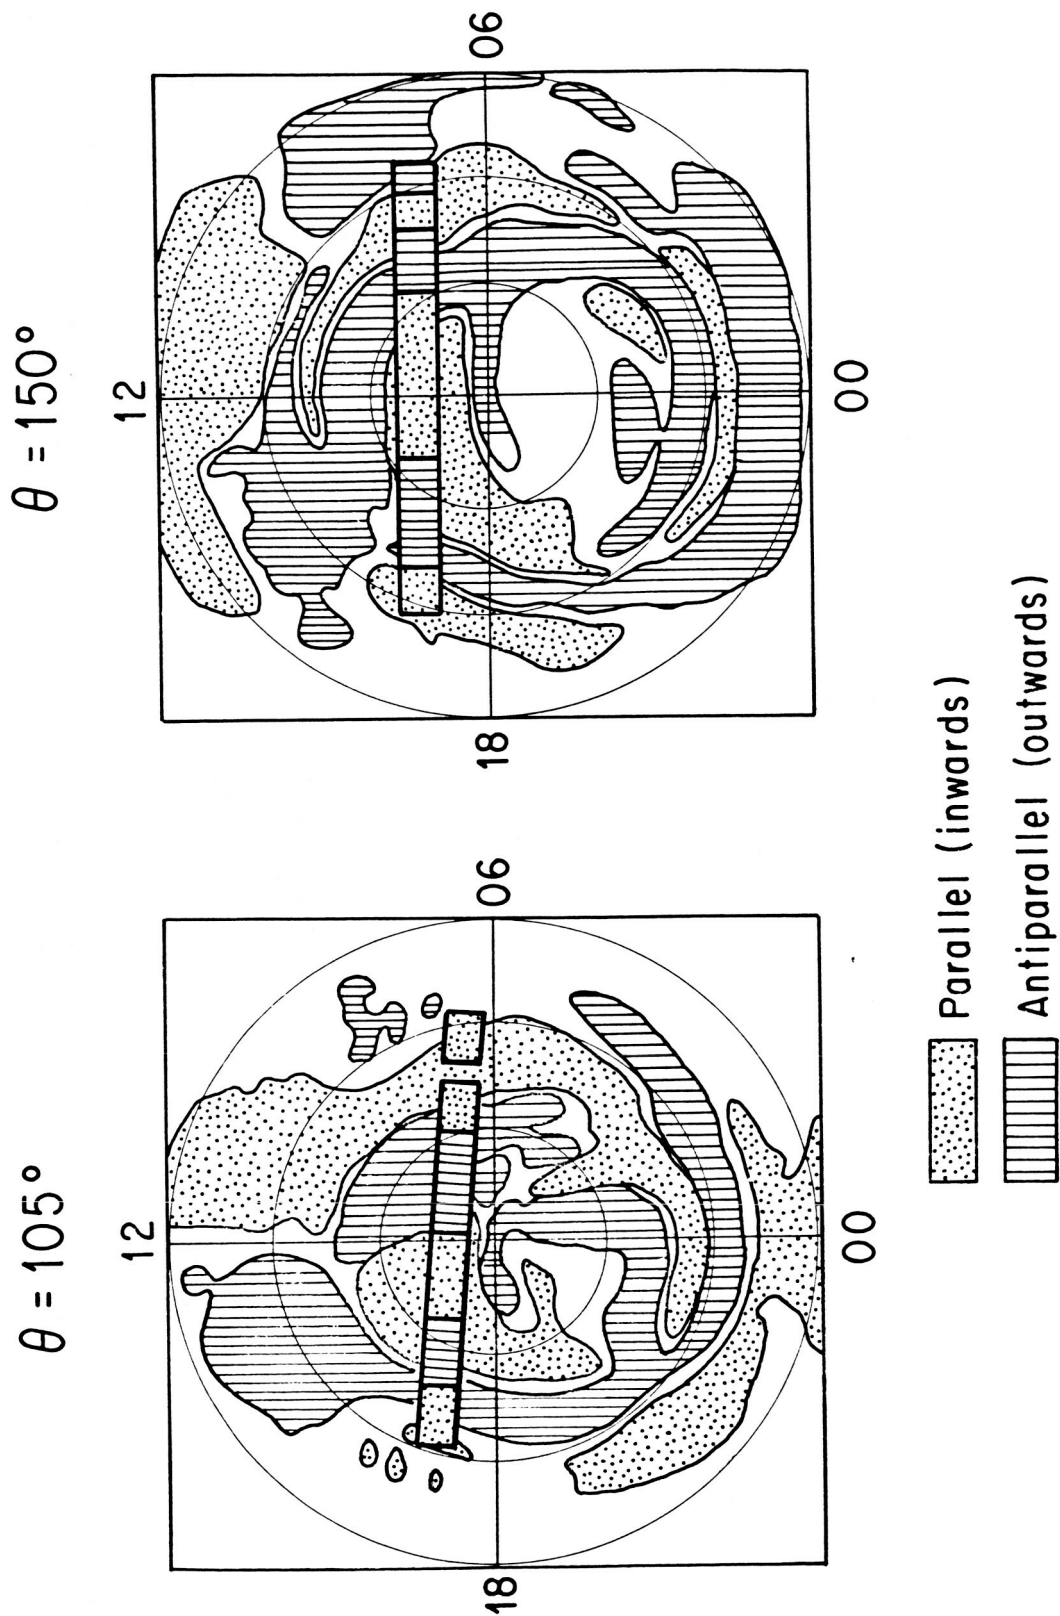 θ = 105°
12
18
06
00
θ = 150°
12
18
06
00
Parallel (inwards)
Antiparallel (outwards)